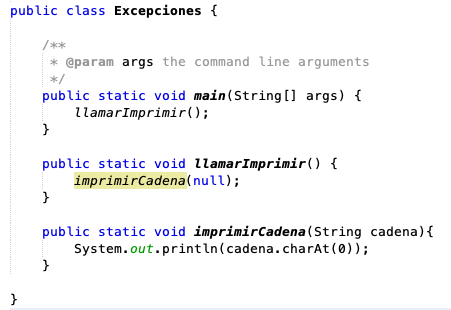 public class Excepciones {
/**
* @param args the command line arguments
*/
public static void main(String[] args) {
llamarImprimir();
}
public static void llamarImprimir() {
imprimirCadena(null);
}
public static void imprimirCadena(String cadena){
System.out.println(cadena.charAt(0));
}
}